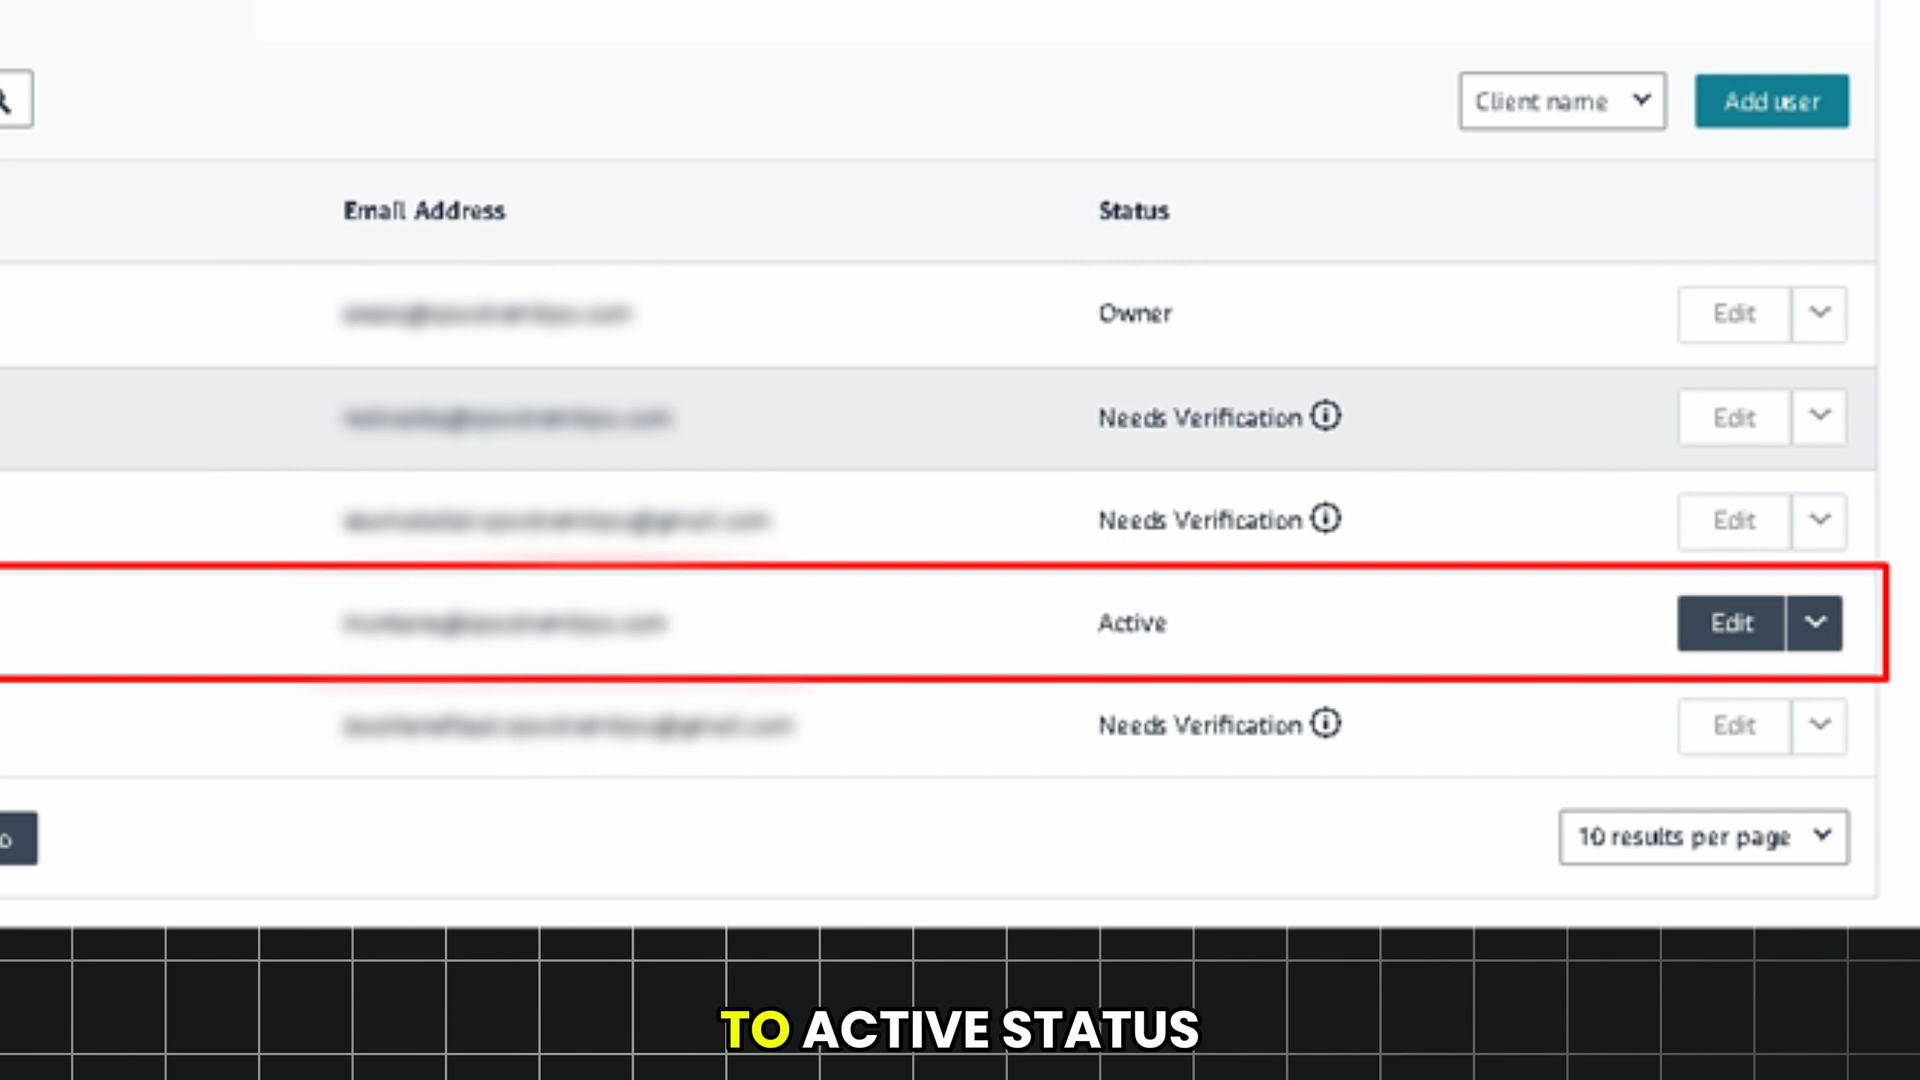 Client name
Add user
Email Address Status
Owner Edit
Needs Verification Edit
Needs Verification Edit
Active Edit
Needs Verification Edit
10 results per page
TO ACTIVE STATUS